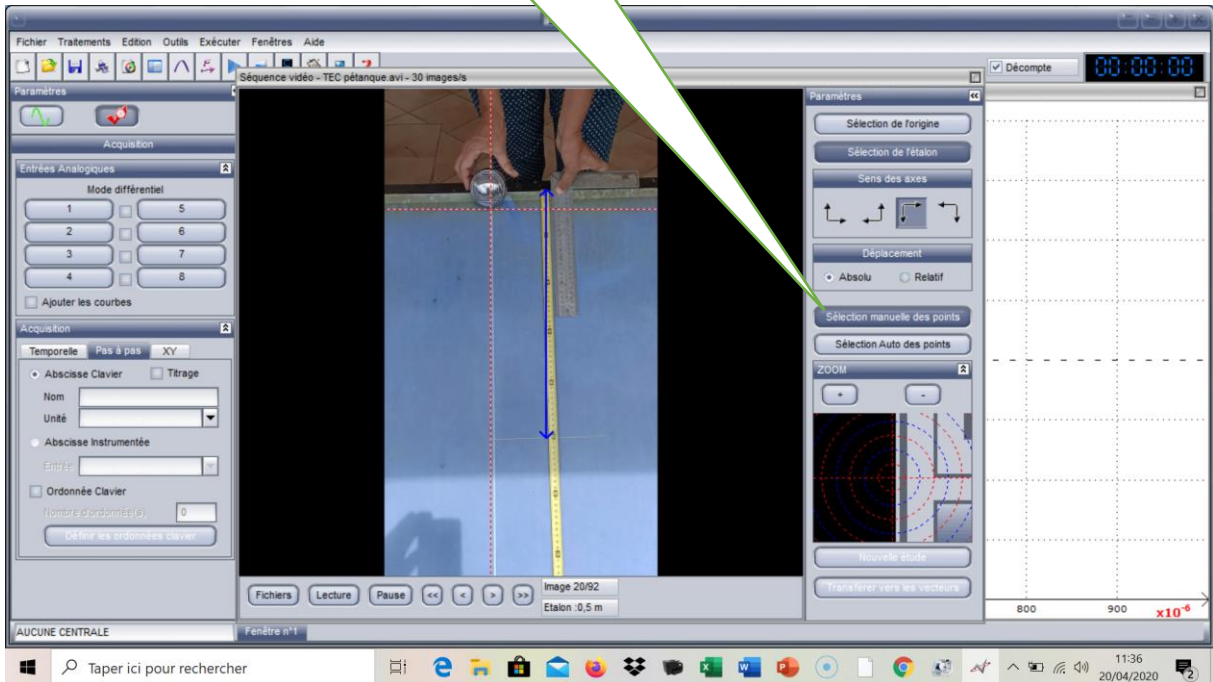 Fichier Traitements Edition Outils Exécuter Fenêtres Aide
Décompte
00:00:00
Séquence vidéo - TEC pétanque.avi - 30 images/s
Paramètres
Acquisition
Entrées Analogiques
Mode différentiel
1 5
2 6
3 7
4 8
Ajouter les courbes
Acquisition
Temporelle Pas à pas XY
Abscisse Clavier Titrage
Nom
Unité
Abscisse Instrumentée
Entrée
Ordonnée Clavier
Nombre d'ordonnée(s) 0
Définir les ordonnées clavier
Paramètres
Sélection de l'origine
Sélection de l'étalon
Sens des axes
Déplacement
Absolu Relatif
Sélection manuelle des points
Sélection Auto des points
ZOOM
+ -
Nouvelle étude
Transférer vers les vecteurs
Fichiers Lecture Pause << < > >>
Image 20/92
Etalon :0,5 m
800 900 x10⁻⁶
AUCUNE CENTRALE
Fenêtre n°1
Taper ici pour rechercher
11:36
20/04/2020
2